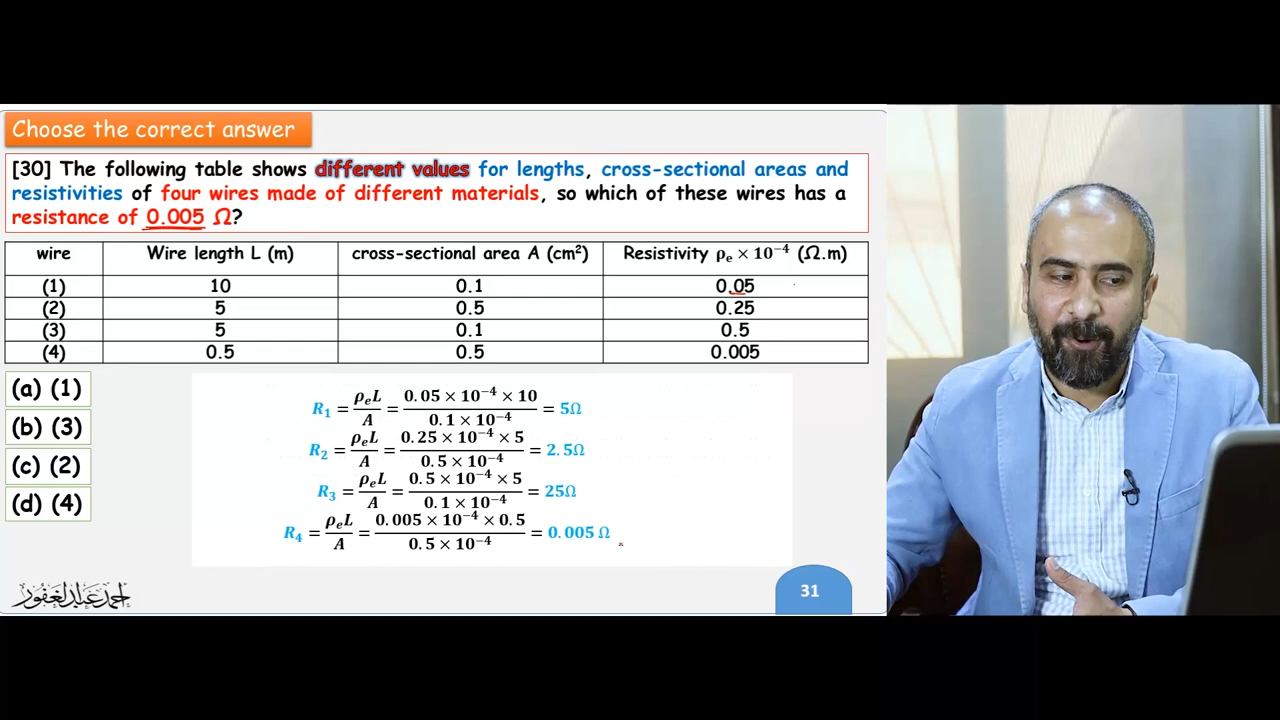 Choose the correct answer
[30] The following table shows different values for lengths, cross-sectional areas and
resistivities of four wires made of different materials, so which of these wires has a
resistance of 0.005 Ω?
wire Wire length L (m) cross-sectional area A (cm²) Resistivity ρₑ × 10⁻⁴ (Ω.m)
(1) 10 0.1 0.05
(2) 5 0.5 0.25
(3) 5 0.1 0.5
(4) 0.5 0.5 0.005
(a) (1)
(b) (3)
(c) (2)
(d) (4)
R₁ = ρₑL/A = 0.05 × 10⁻⁴ × 10 / 0.1 × 10⁻⁴ = 5Ω
R₂ = ρₑL/A = 0.25 × 10⁻⁴ × 5 / 0.5 × 10⁻⁴ = 2.5Ω
R₃ = ρₑL/A = 0.5 × 10⁻⁴ × 5 / 0.1 × 10⁻⁴ = 25Ω
R₄ = ρₑL/A = 0.005 × 10⁻⁴ × 0.5 / 0.5 × 10⁻⁴ = 0.005 Ω
احمد عبد الغفور
31